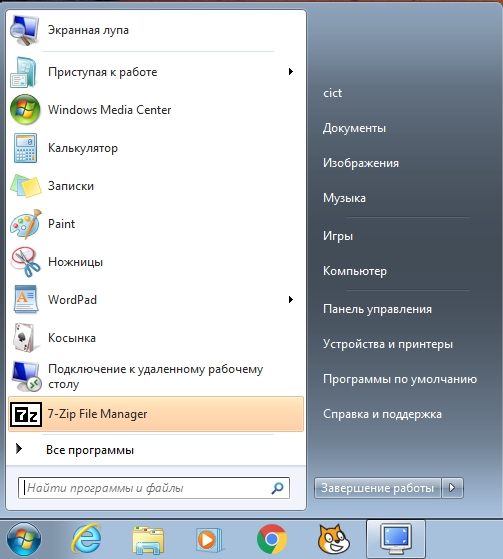 Экранная лупа
Приступая к работе
Windows Media Center
Калькулятор
Записки
Paint
Ножницы
WordPad
Косынка
Подключение к удаленному рабочему
столу
7z
7-Zip File Manager
Все программы
Найти программы и файлы
cict
Документы
Изображения
Музыка
Игры
Компьютер
Панель управления
Устройства и принтеры
Программы по умолчанию
Справка и поддержка
Завершение работы